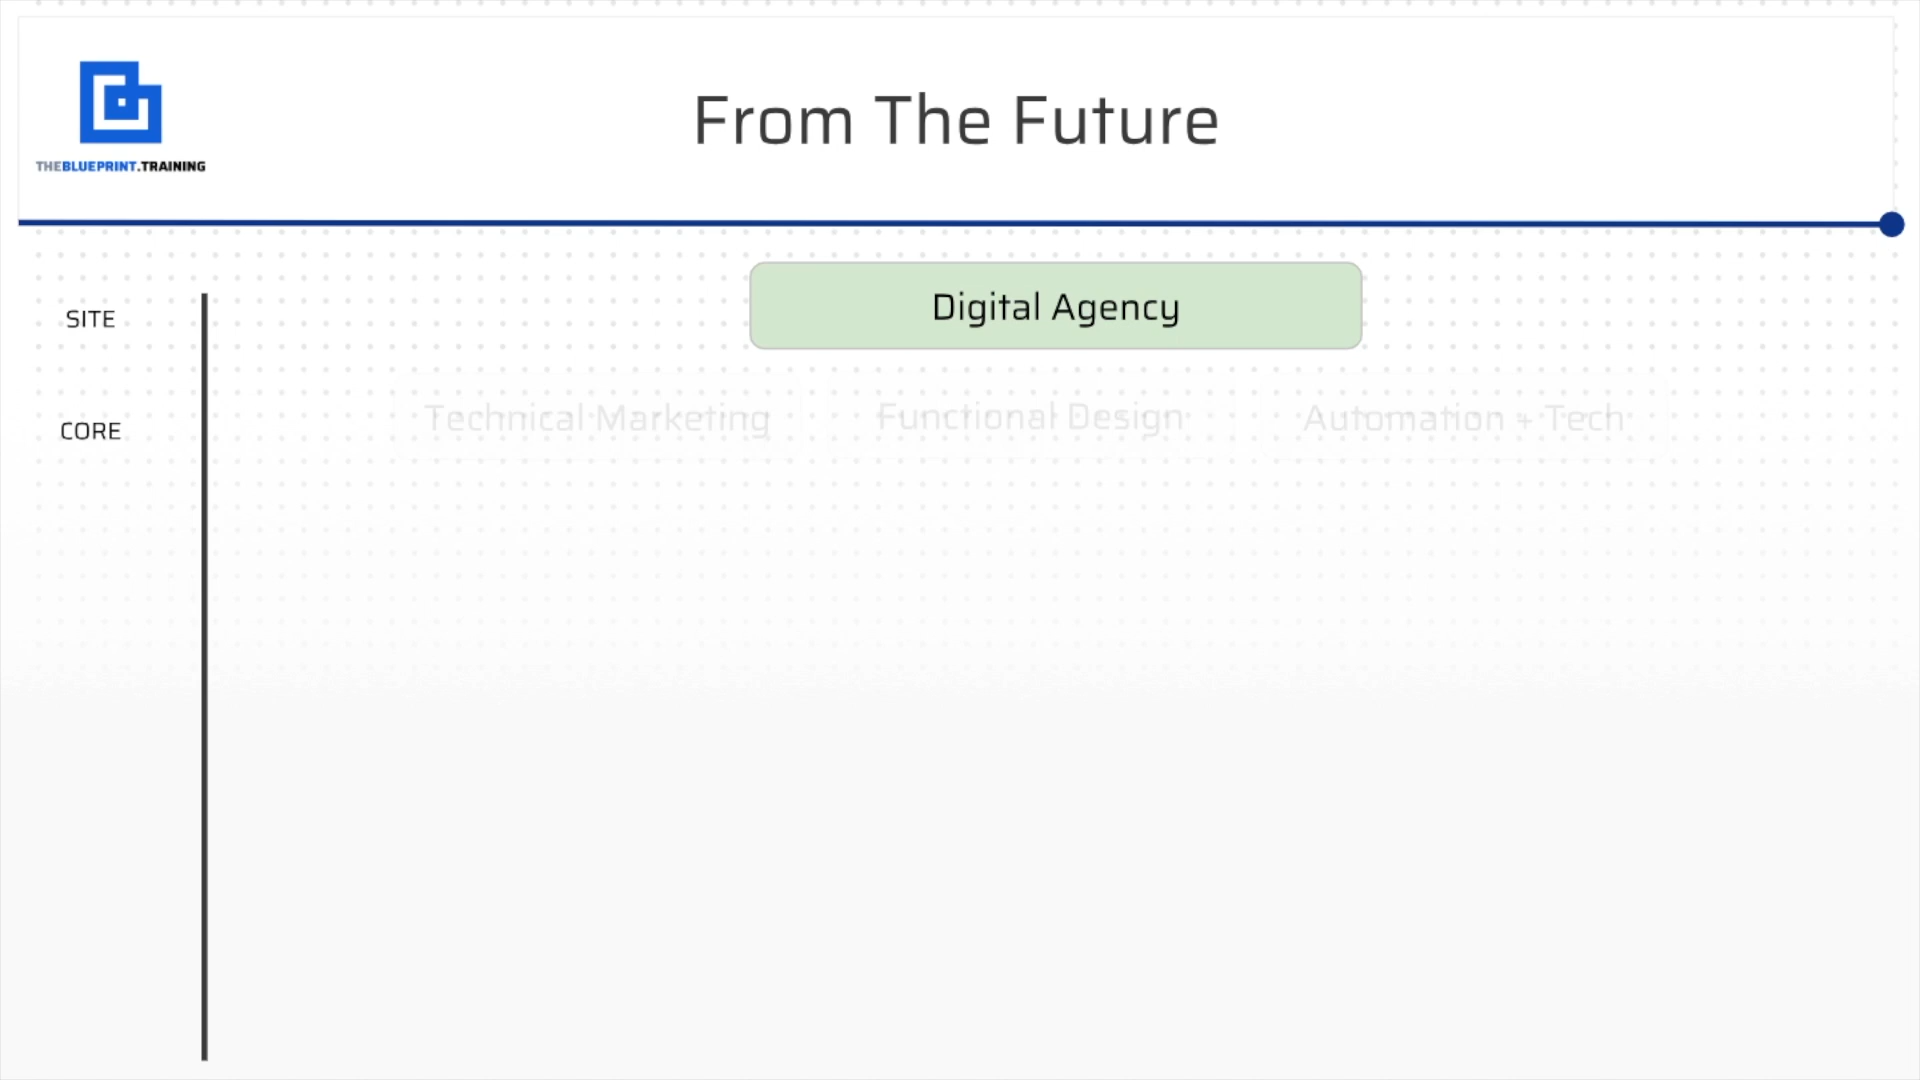 THEBLUEPRINT.TRAINING
From The Future
SITE
Digital Agency
CORE
Technical Marketing
Functional Design
Automation + Tech